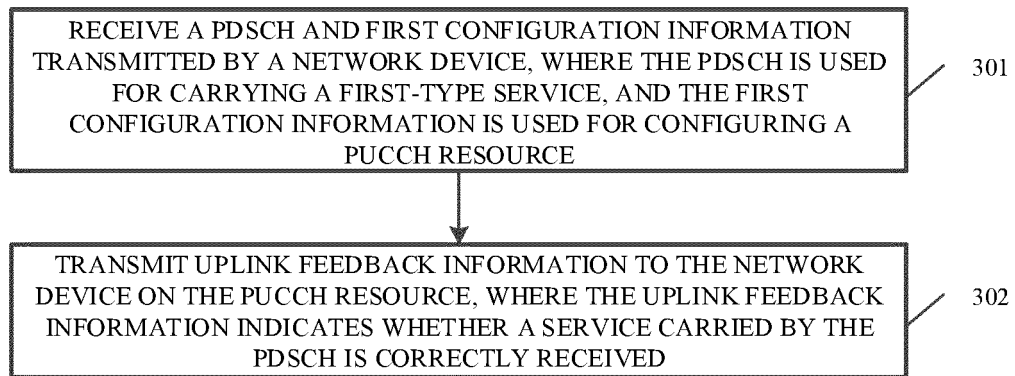 RECEIVE A PDSCH AND FIRST CONFIGURATION INFORMATION
TRANSMITTED BY A NETWORK DEVICE, WHERE THE PDSCH IS USED
FOR CARRYING A FIRST-TYPE SERVICE, AND THE FIRST
CONFIGURATION INFORMATION IS USED FOR CONFIGURING A
PUCCH RESOURCE
301
TRANSMIT UPLINK FEEDBACK INFORMATION TO THE NETWORK
DEVICE ON THE PUCCH RESOURCE, WHERE THE UPLINK FEEDBACK
INFORMATION INDICATES WHETHER A SERVICE CARRIED BY THE
PDSCH IS CORRECTLY RECEIVED
302